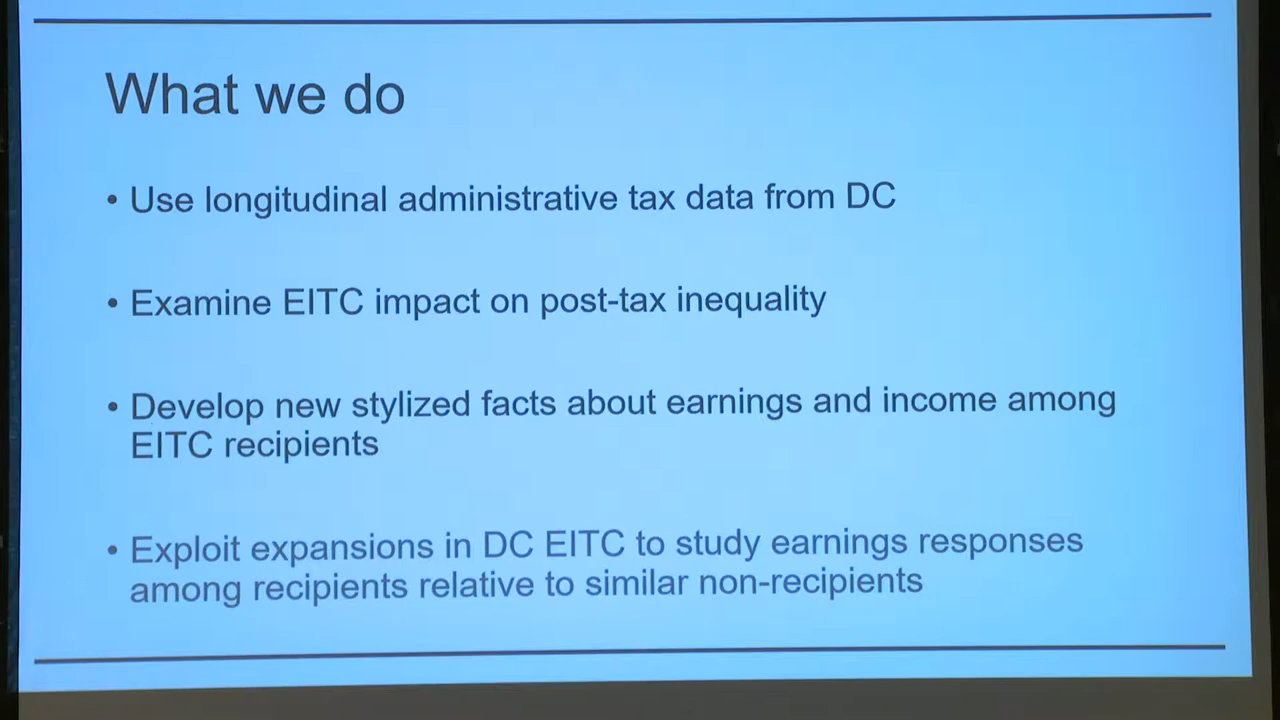 What we do
• Use longitudinal administrative tax data from DC
• Examine EITC impact on post-tax inequality
• Develop new stylized facts about earnings and income among
EITC recipients
• Exploit expansions in DC EITC to study earnings responses
among recipients relative to similar non-recipients